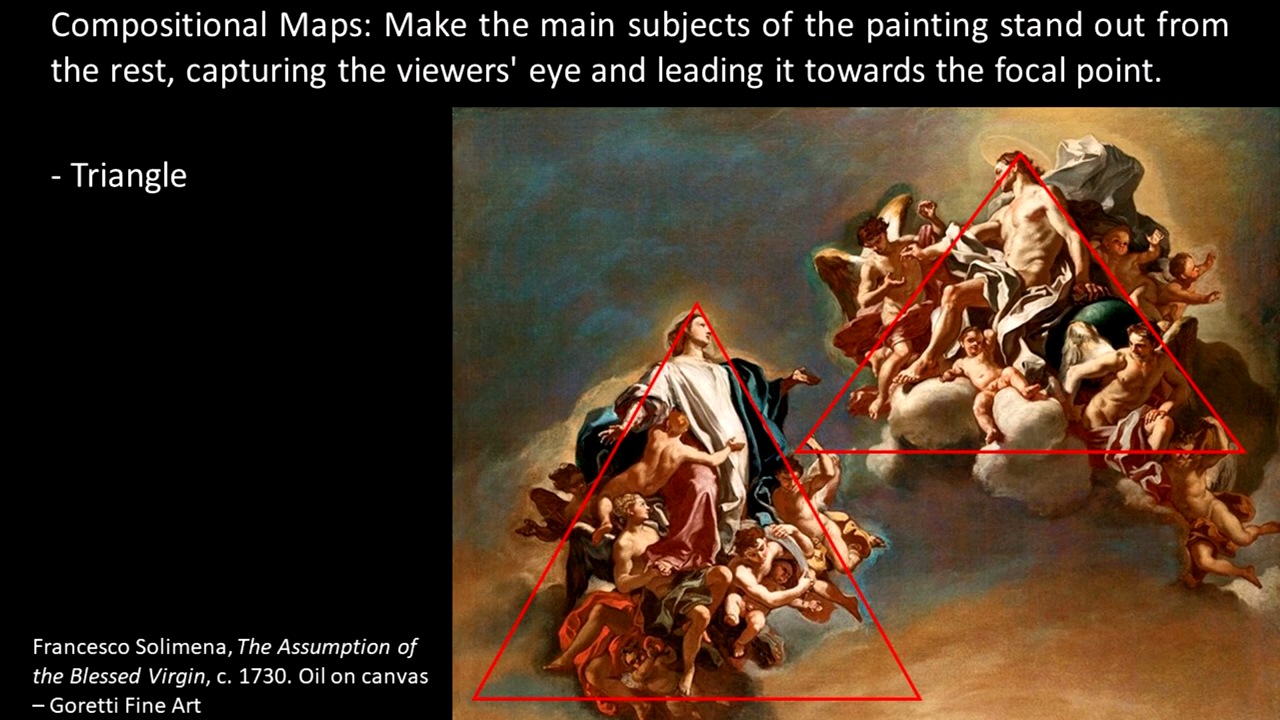 Compositional Maps: Make the main subjects of the painting stand out from
the rest, capturing the viewers' eye and leading it towards the focal point.
- Triangle
Francesco Solimena, The Assumption of
the Blessed Virgin, c. 1730. Oil on canvas
– Goretti Fine Art